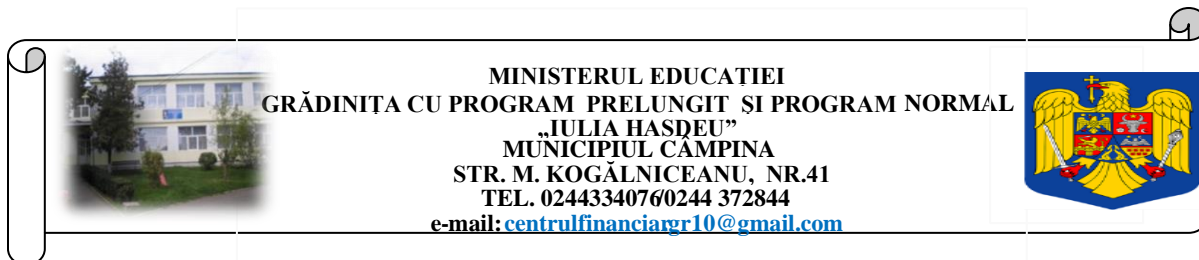 MINISTERUL EDUCAȚIEI
GRĂDINIȚA CU PROGRAM PRELUNGIT ȘI PROGRAM NORMAL
„IULIA HASDEU”
MUNICIPIUL CÂMPINA
STR. M. KOGĂLNICEANU, NR.41
TEL. 0244334076/0244 372844
e-mail: centrulfinanciargr10@gmail.com